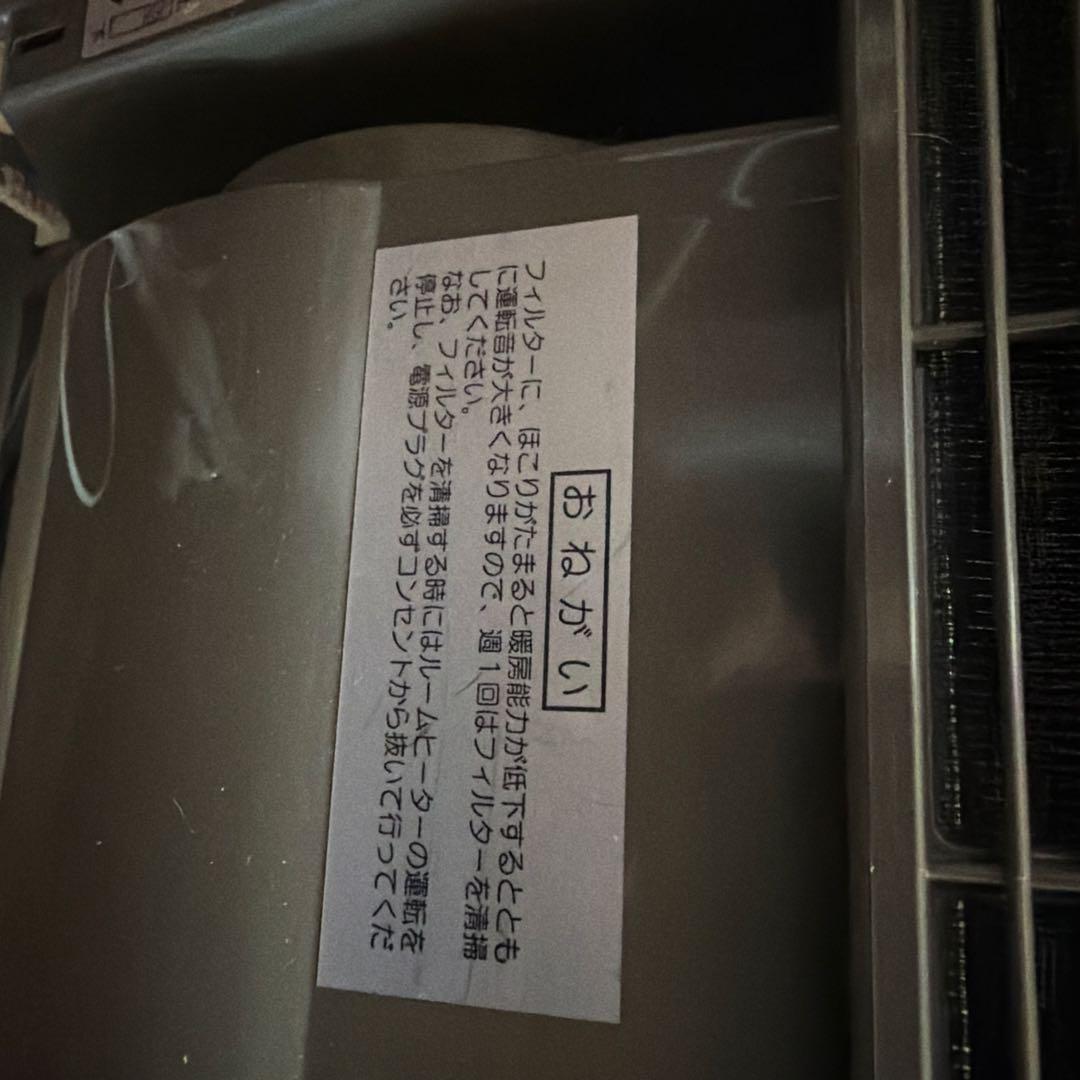 おねがい
フィルターに、ほこりがたまると暖房能力が低下するととも
に運転音が大きくなりますので、週1回はフィルターを清掃
してください。
なお、フィルターを清掃する時にはルームヒーターの運転を
停止し、電源プラグを必ずコンセントから抜いて行ってくだ
さい。